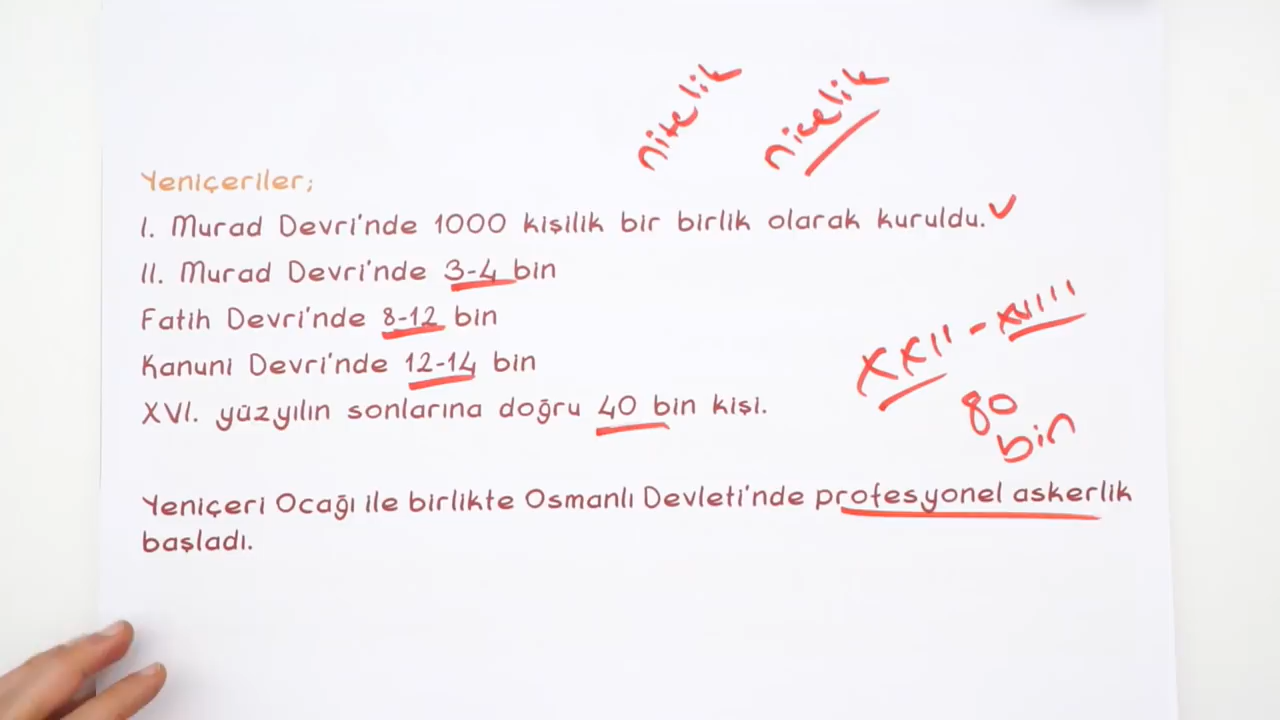 nitelik nicelik
Yeniçeriler;
I. Murad Devri'nde 1000 kişilik bir birlik olarak kuruldu.
II. Murad Devri'nde 3-4 bin
Fatih Devri'nde 8-12 bin
Kanuni Devri'nde 12-14 bin
XVI. yüzyılın sonlarına doğru 40 bin kişi.
XXII - XVIII
80
bin
Yeniçeri Ocağı ile birlikte Osmanlı Devleti'nde profesyonel askerlik
başladı.